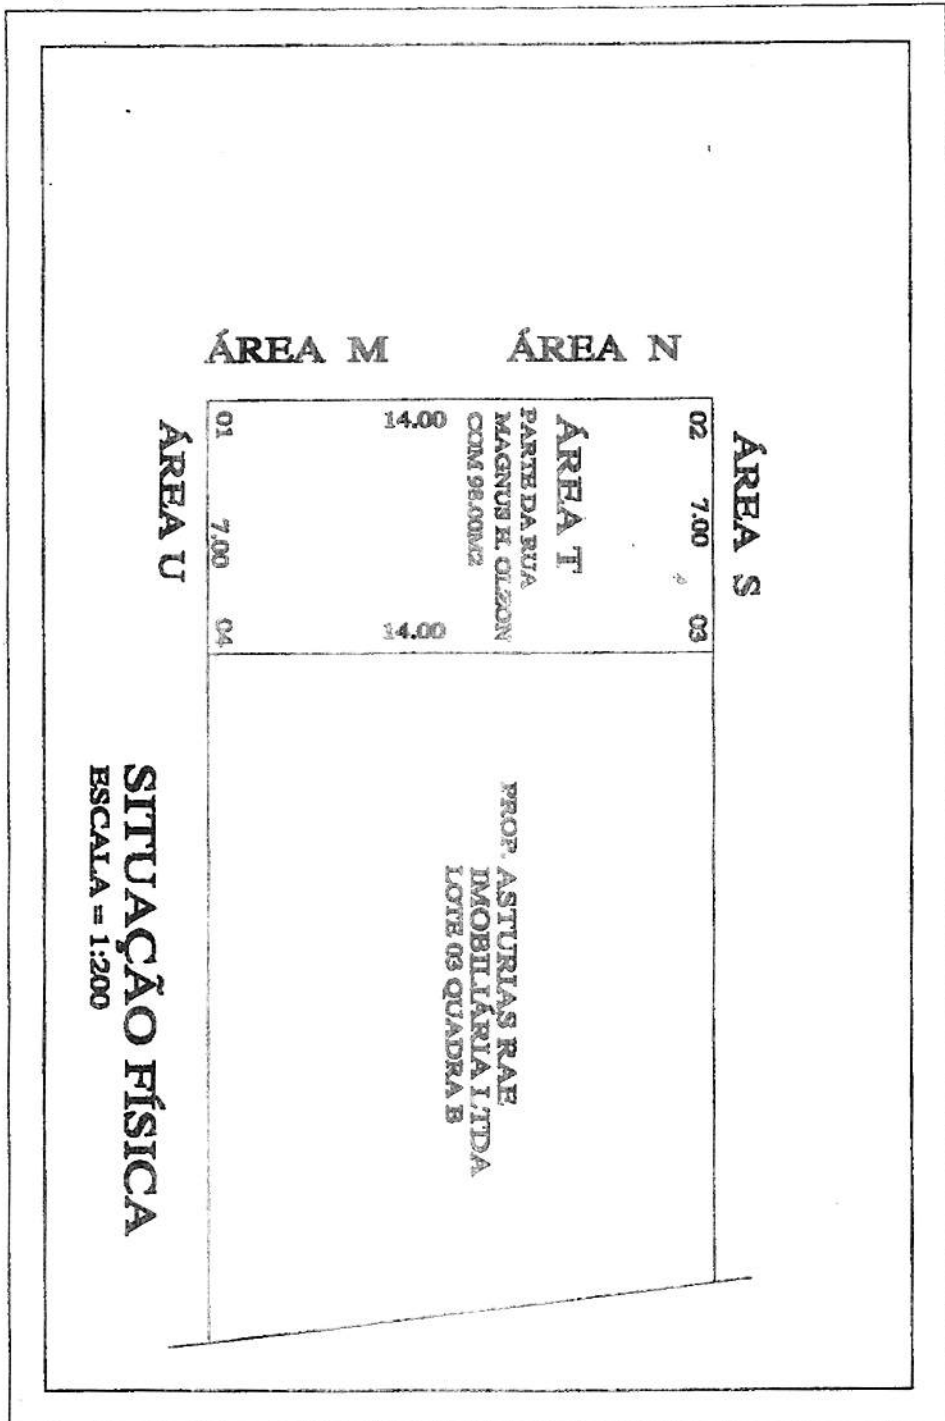 ÁREA M
ÁREA N
ÁREA S
02
7.00
03
ÁREA T
PARTE DA RUA
MAGNUS H. OLZON
COM 98.00M2
14.00
14.00
01
7.00
04
ÁREA U
PROP. ASTURIAS RAE
IMOBILIÁRIA LTDA
LOTE 03 QUADRA B
SITUAÇÃO FÍSICA
ESCALA = 1:200